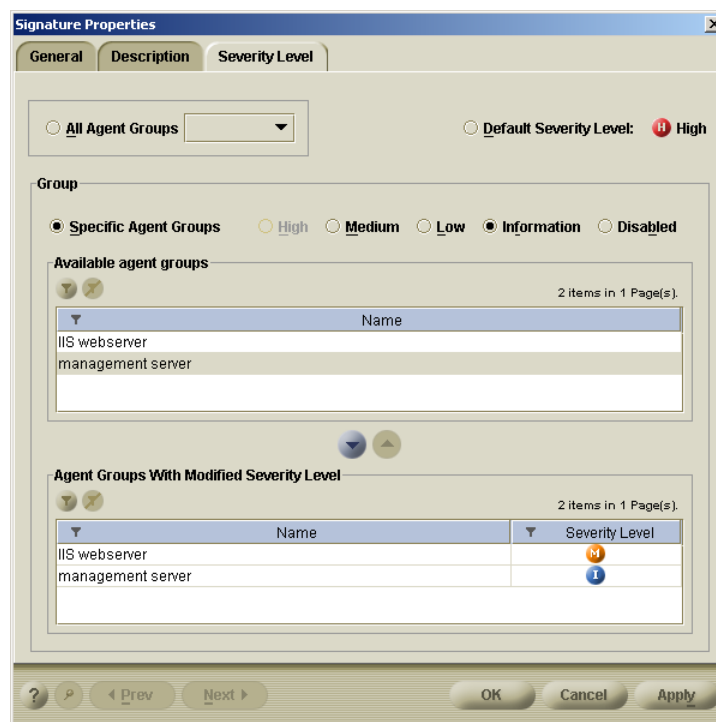 Signature Properties
General Description Severity Level
All Agent Groups
Default Severity Level: H High
Group
Specific Agent Groups High Medium Low Information Disabled
Available agent groups
2 items in 1 Page(s).
Name
IIS webserver
management server
Agent Groups With Modified Severity Level
2 items in 1 Page(s).
Name Severity Level
IIS webserver M
management server I
? Prev Next OK Cancel Apply